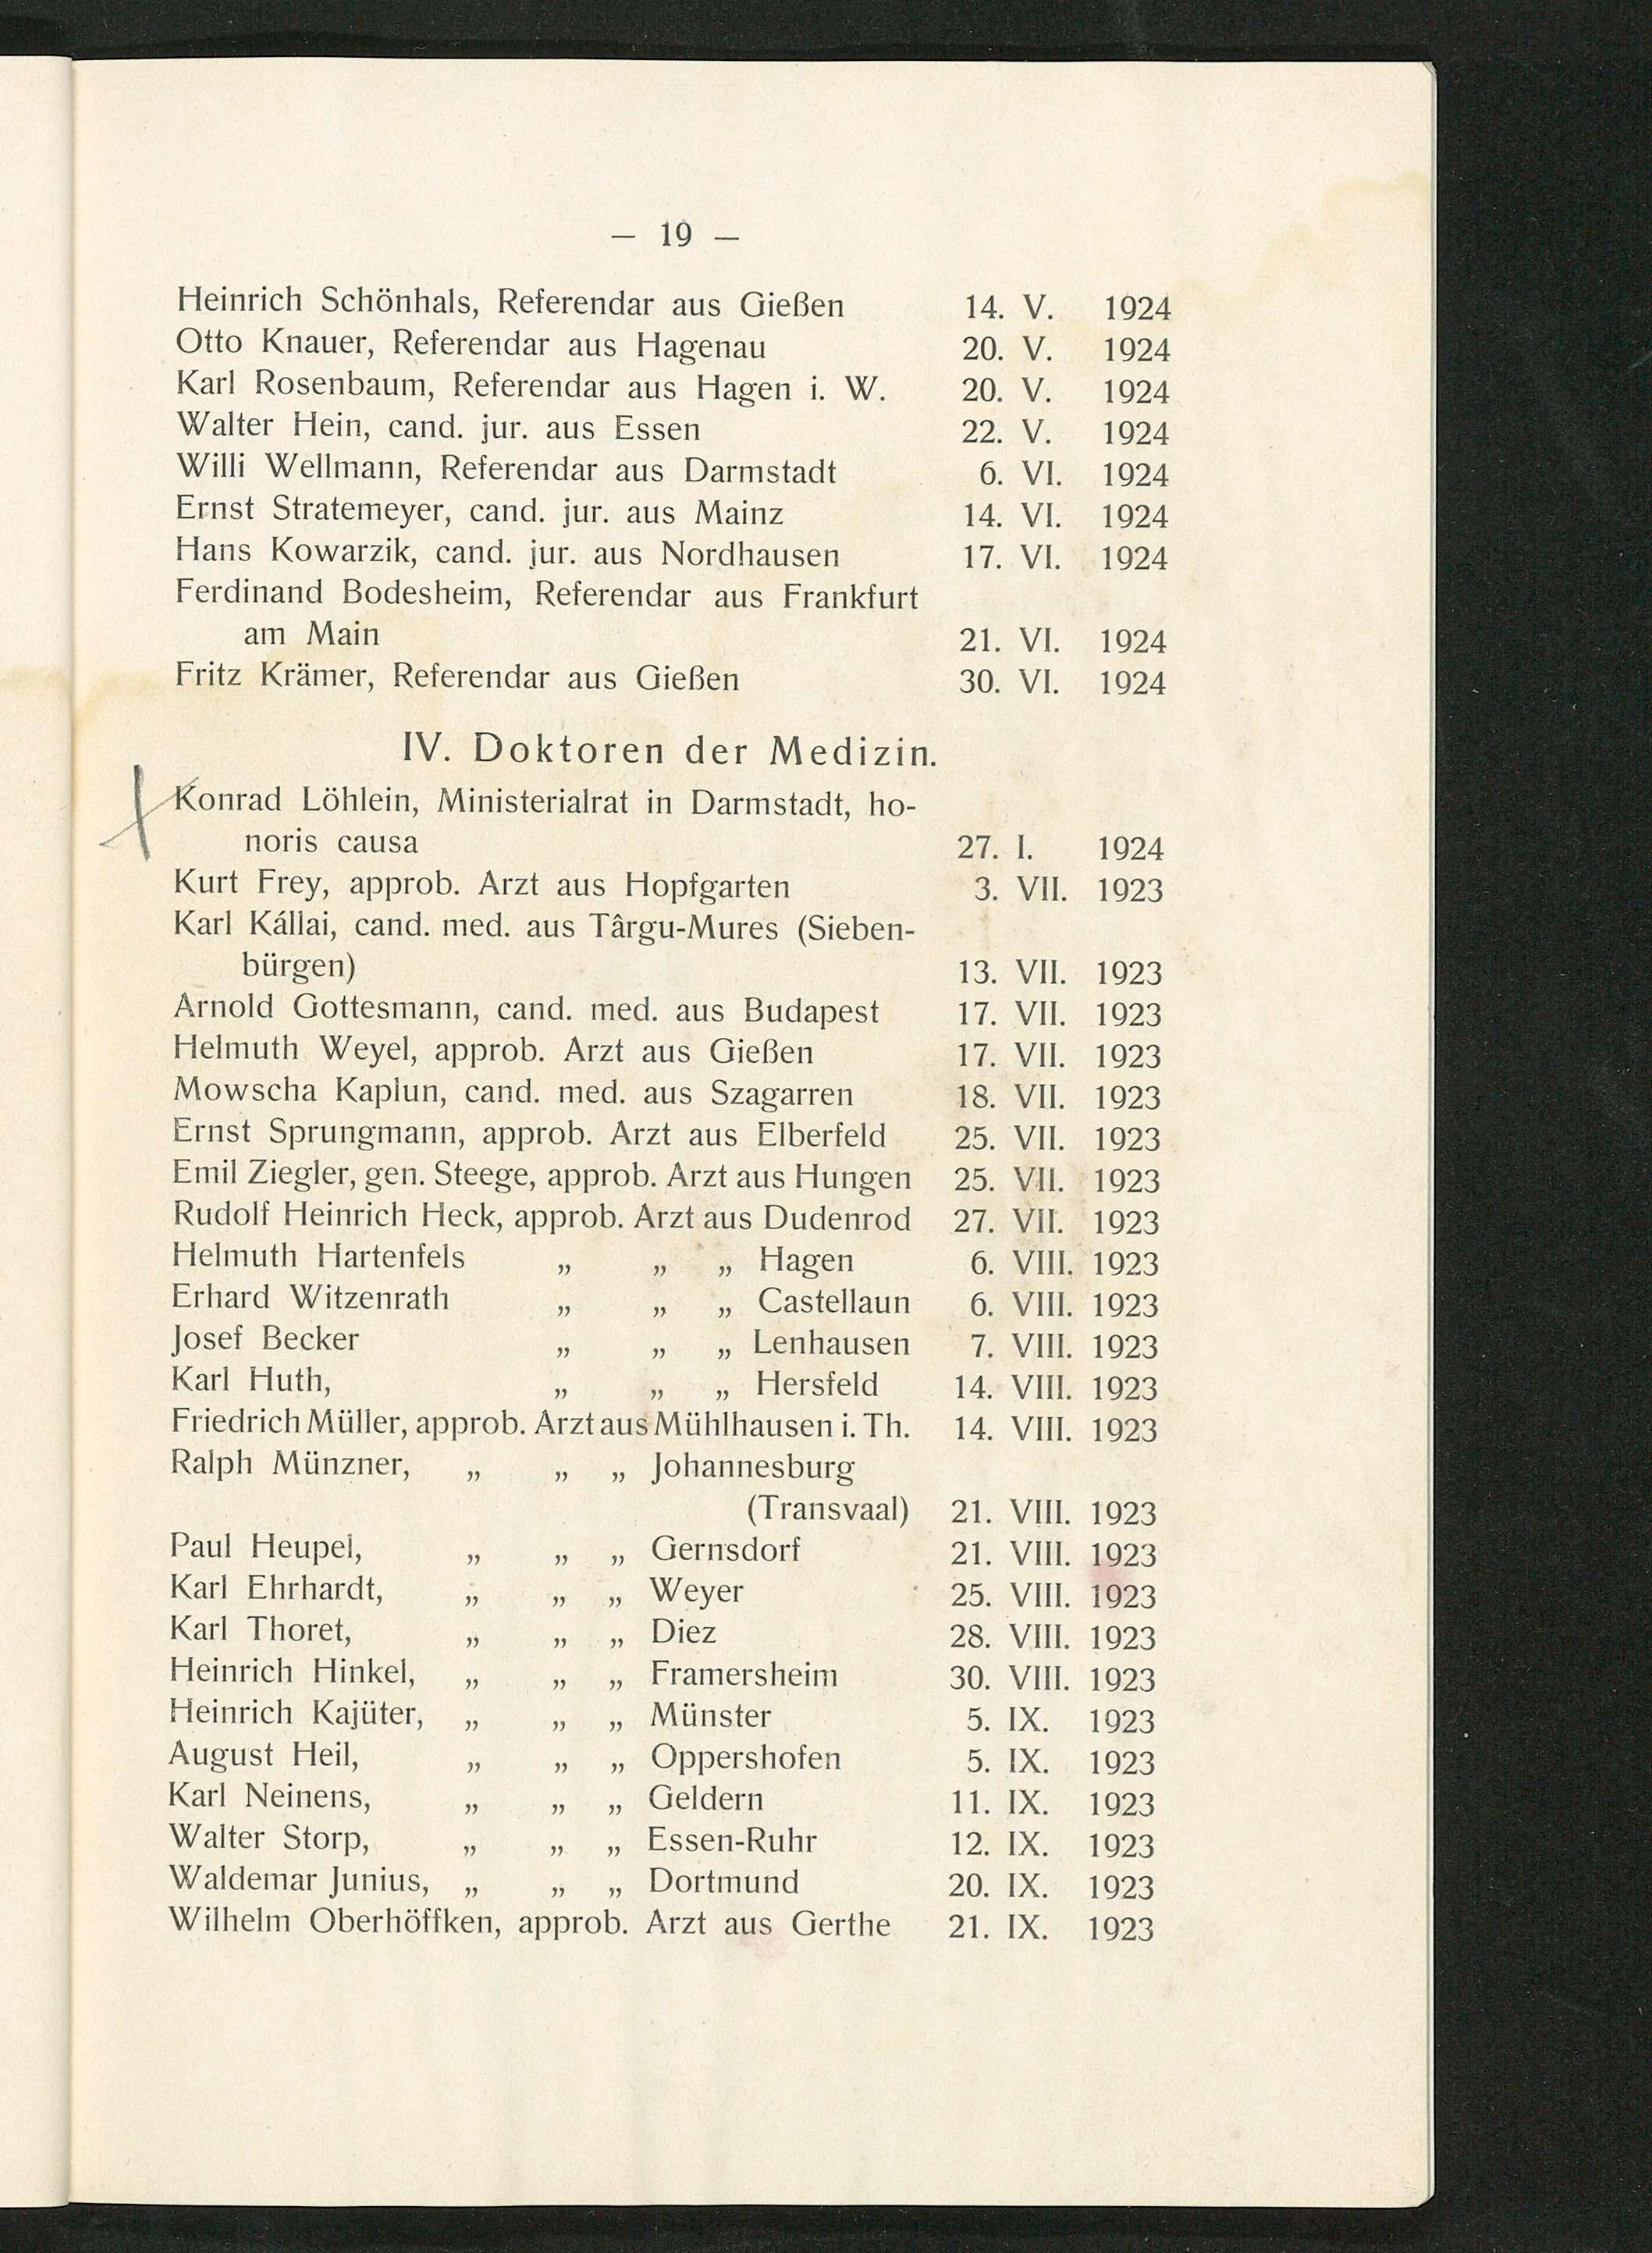 — 19 —
Heinrich Schönhals, Referendar aus Gießen 14. V. 1924
Otto Knauer, Referendar aus Hagenau 20. V. 1924
Karl Rosenbaum, Referendar aus Hagen i. W. 20. V. 1924
Walter Hein, cand. jur. aus Essen 22. V. 1924
Willi Wellmann, Referendar aus Darmstadt 6. VI. 1924
Ernst Stratemeyer, cand. jur. aus Mainz 14. VI. 1924
Hans Kowarzik, cand. jur. aus Nordhausen 17. VI. 1924
Ferdinand Bodesheim, Referendar aus Frankfurt
am Main 21. VI. 1924
Fritz Krämer, Referendar aus Gießen 30. VI. 1924
IV. Doktoren der Medizin.
Konrad Löhlein, Ministerialrat in Darmstadt, ho-
noris causa 27. I. 1924
Kurt Frey, approb. Arzt aus Hopfgarten 3. VII. 1923
Karl Kállai, cand. med. aus Târgu-Mures (Sieben-
bürgen) 13. VII. 1923
Arnold Gottesmann, cand. med. aus Budapest 17. VII. 1923
Helmuth Weyel, approb. Arzt aus Gießen 17. VII. 1923
Mowscha Kaplun, cand. med. aus Szagarren 18. VII. 1923
Ernst Sprungmann, approb. Arzt aus Elberfeld 25. VII. 1923
Emil Ziegler, gen. Steege, approb. Arzt aus Hungen 25. VII. 1923
Rudolf Heinrich Heck, approb. Arzt aus Dudenrod 27. VII. 1923
Helmuth Hartenfels „ „ „ Hagen 6. VIII. 1923
Erhard Witzenrath „ „ „ Castellaun 6. VIII. 1923
Josef Becker „ „ „ Lenhausen 7. VIII. 1923
Karl Huth, „ „ „ Hersfeld 14. VIII. 1923
Friedrich Müller, approb. Arzt aus Mühlhausen i. Th. 14. VIII. 1923
Ralph Münzner, „ „ „ Johannesburg
(Transvaal) 21. VIII. 1923
Paul Heupel, „ „ „ Gernsdorf 21. VIII. 1923
Karl Ehrhardt, „ „ „ Weyer 25. VIII. 1923
Karl Thoret, „ „ „ Diez 28. VIII. 1923
Heinrich Hinkel, „ „ „ Framersheim 30. VIII. 1923
Heinrich Kajüter, „ „ „ Münster 5. IX. 1923
August Heil, „ „ „ Oppershofen 5. IX. 1923
Karl Neinens, „ „ „ Geldern 11. IX. 1923
Walter Storp, „ „ „ Essen-Ruhr 12. IX. 1923
Waldemar Junius, „ „ „ Dortmund 20. IX. 1923
Wilhelm Oberhöffken, approb. Arzt aus Gerthe 21. IX. 1923